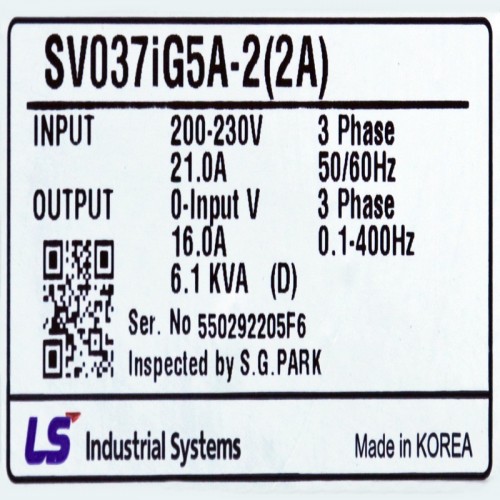 SV037iG5A-2(2A)
INPUT 200-230V 3 Phase
21.0A 50/60Hz
OUTPUT 0-Input V 3 Phase
16.0A 0.1-400Hz
6.1 KVA (D)
Ser. No 550292205F6
Inspected by S.G.PARK
LS Industrial Systems Made in KOREA